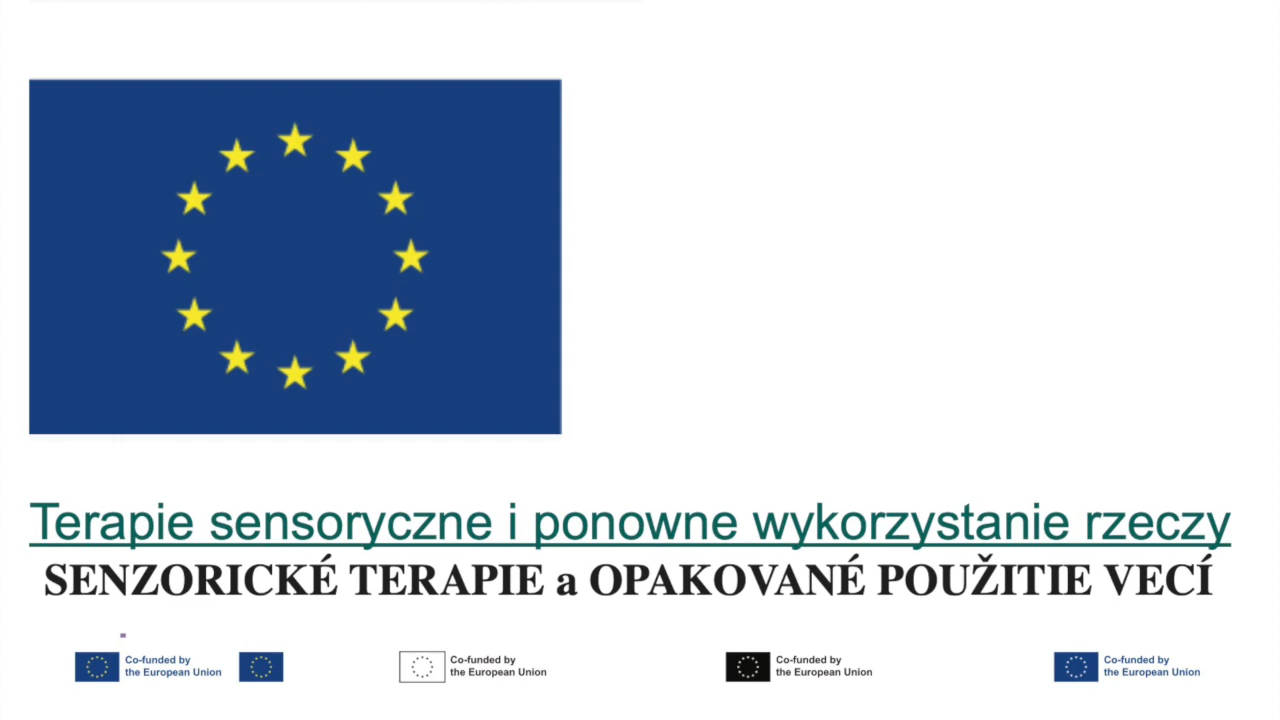 Terapie sensoryczne i ponowne wykorzystanie rzeczy
SENZORICKÉ TERAPIE a OPAKOVANÉ POUŽITIE VECÍ
Co-funded by
the European Union
Co-funded by
the European Union
Co-funded by
the European Union
Co-funded by
the European Union